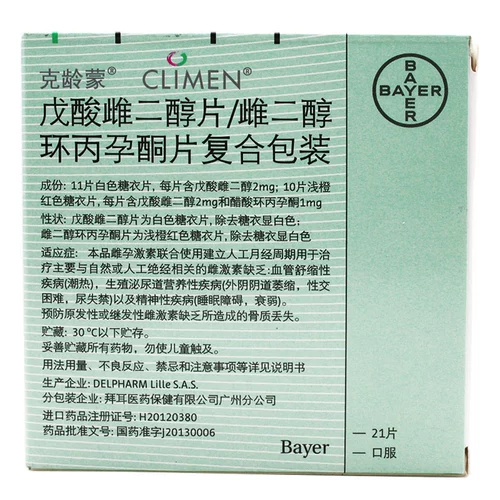 克龄蒙® CLIMEN®
BAYER
BAYER
戊酸雌二醇片/雌二醇
环丙孕酮片复合包装
成份：11片白色糖衣片，每片含戊酸雌二醇2mg；10片浅橙
红色糖衣片，每片含戊酸雌二醇2mg和醋酸环丙孕酮1mg
性状：戊酸雌二醇片为白色糖衣片，除去糖衣显白色；
雌二醇环丙孕酮片为浅橙红色糖衣片，除去糖衣显白色
适应症：本品雌孕激素联合使用建立人工月经周期用于治
疗主要与自然或人工绝经相关的雌激素缺乏：血管舒缩性
疾病(潮热)，生殖泌尿道营养性疾病(外阴阴道萎缩，性交
困难，尿失禁)以及精神性疾病(睡眠障碍，衰弱)。
预防原发性或继发性雌激素缺乏所造成的骨质丢失。
贮藏：30℃以下贮存。
妥善贮藏所有药物，勿使儿童触及。
用法用量、不良反应、禁忌和注意事项等详见说明书
生产企业：DELPHARM Lille S.A.S.
分包装企业：拜耳医药保健有限公司广州分公司
进口药品注册证号：H20120380
药品批准文号：国药准字J20130006
Bayer
— 21片
— 口服